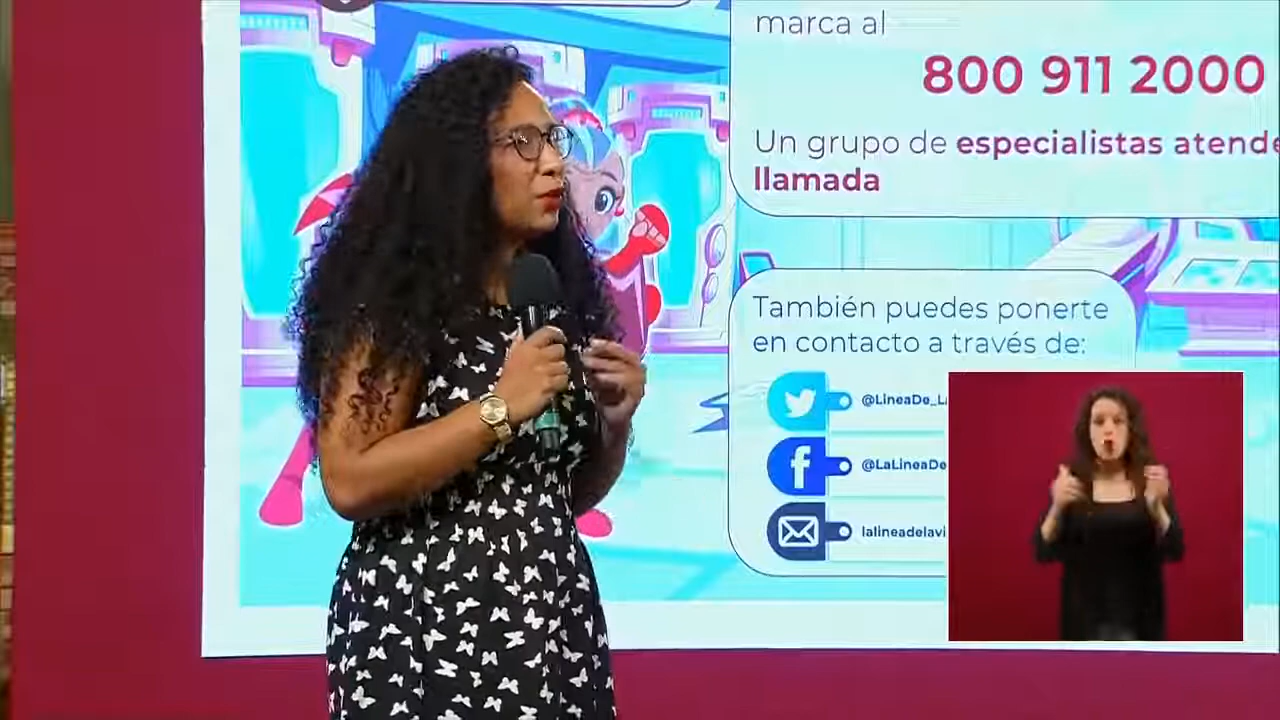 marca al
800 911 2000
Un grupo de especialistas atende
llamada
También puedes ponerte
en contacto a través de:
@LineaDe_L
@LaLineaDe
lalineadelavi